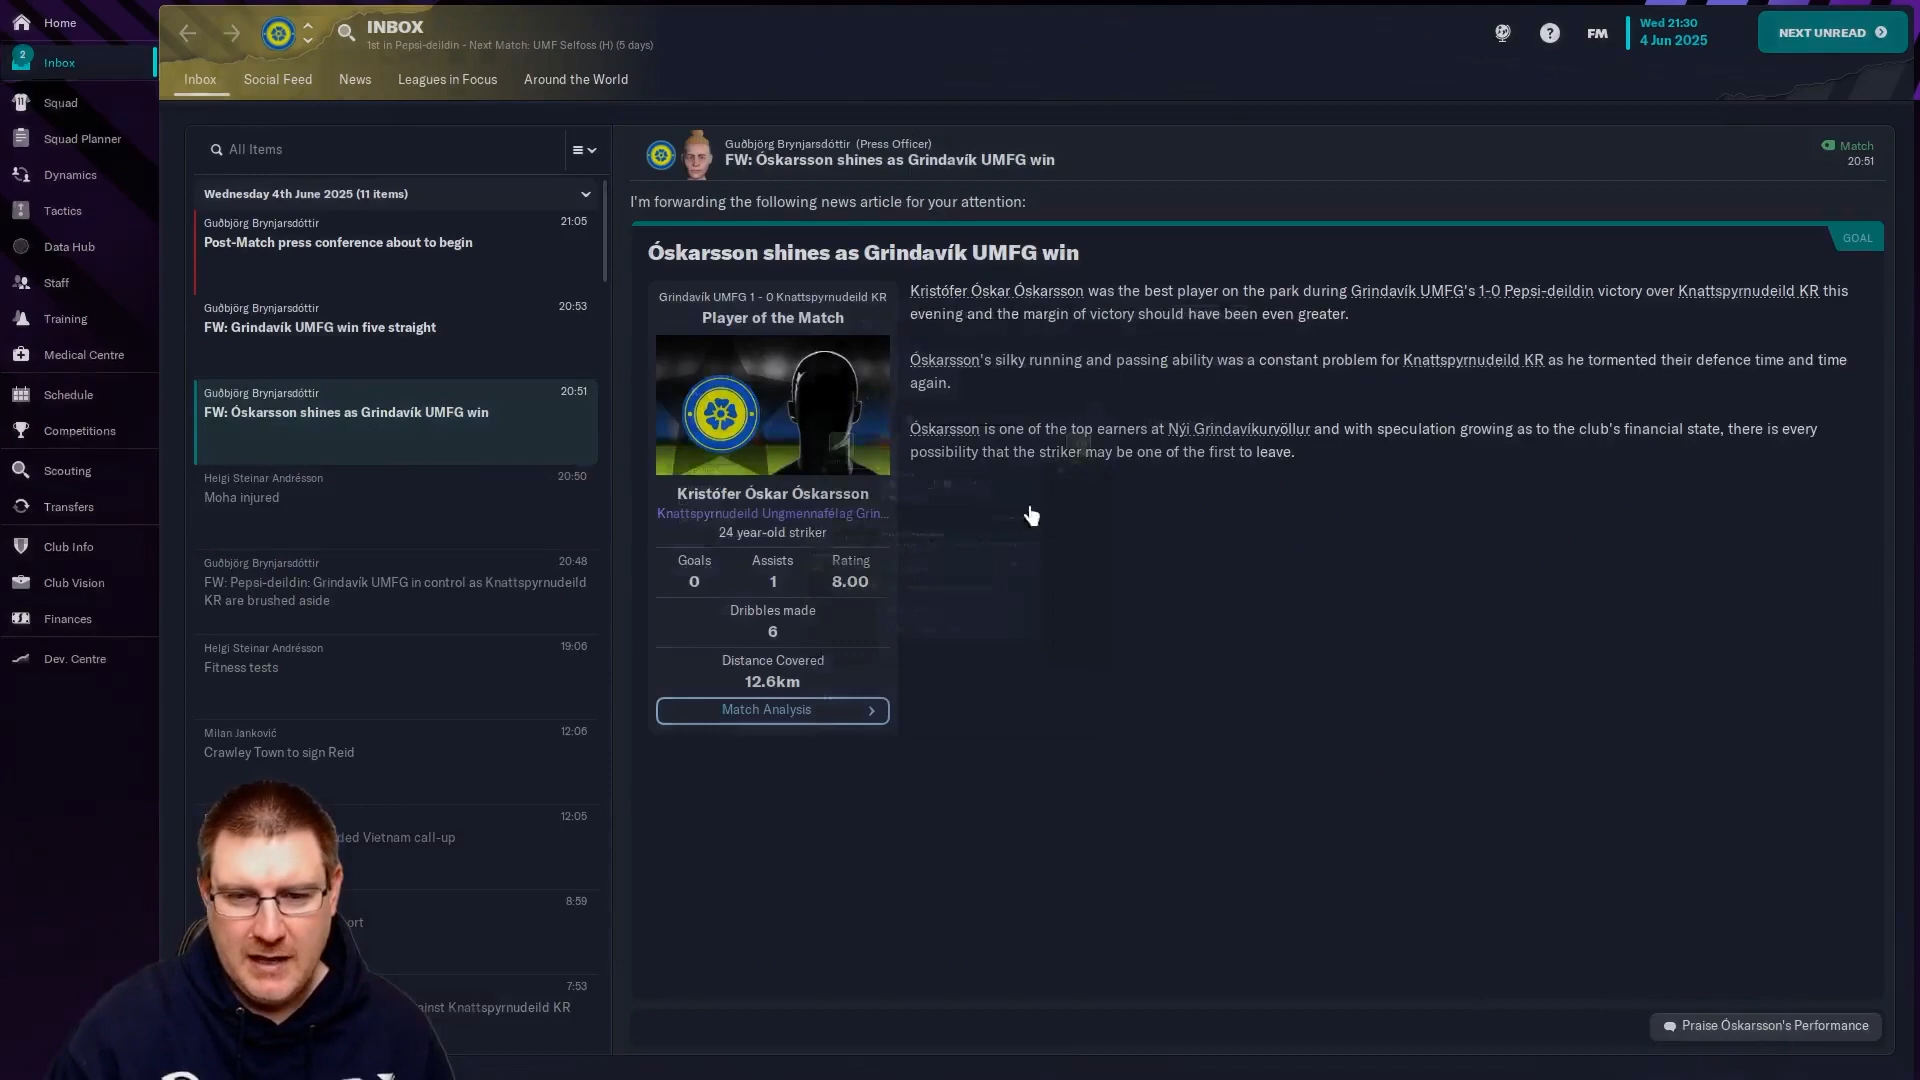 Home
2
Inbox
Squad
Squad Planner
Dynamics
Tactics
Data Hub
Staff
Training
Medical Centre
Schedule
Competitions
Scouting
Transfers
Club Info
Club Vision
Finances
Dev. Centre
INBOX
1st in Pepsi-deildin - Next Match: UMF Selfoss (H) (5 days)
FM
Wed 21:30
4 Jun 2025
NEXT UNREAD
Inbox
Social Feed
News
Leagues in Focus
Around the World
All Items
Wednesday 4th June 2025 (11 items)
Guðbjörg Brynjarsdóttir 21:05
Post-Match press conference about to begin
Guðbjörg Brynjarsdóttir 20:53
FW: Grindavík UMFG win five straight
Guðbjörg Brynjarsdóttir 20:51
FW: Óskarsson shines as Grindavík UMFG win
Helgi Steinar Andrésson 20:50
Moha injured
Guðbjörg Brynjarsdóttir 20:48
FW: Pepsi-deildin: Grindavík UMFG in control as Knattspyrnudeild
KR are brushed aside
Helgi Steinar Andrésson 19:06
Fitness tests
Milan Janković 12:06
Crawley Town to sign Reid
12:05
ded Vietnam call-up
8:59
ort
7:53
ainst Knattspyrnudeild KR
Guðbjörg Brynjarsdóttir (Press Officer)
FW: Óskarsson shines as Grindavík UMFG win
Match
20:51
I'm forwarding the following news article for your attention:
GOAL
Óskarsson shines as Grindavík UMFG win
Grindavík UMFG 1 - 0 Knattspyrnudeild KR
Player of the Match
Kristófer Óskar Óskarsson
Knattspyrnudeild Ungmennafélag Grin...
24 year-old striker
Goals Assists Rating
0 1 8.00
Dribbles made
6
Distance Covered
12.6km
Match Analysis
Kristófer Óskar Óskarsson was the best player on the park during Grindavík UMFG's 1-0 Pepsi-deildin victory over Knattspyrnudeild KR this
evening and the margin of victory should have been even greater.
Óskarsson's silky running and passing ability was a constant problem for Knattspyrnudeild KR as he tormented their defence time and time
again.
Óskarsson is one of the top earners at Nýi Grindavíkurvöllur and with speculation growing as to the club's financial state, there is every
possibility that the striker may be one of the first to leave.
Praise Óskarsson's Performance